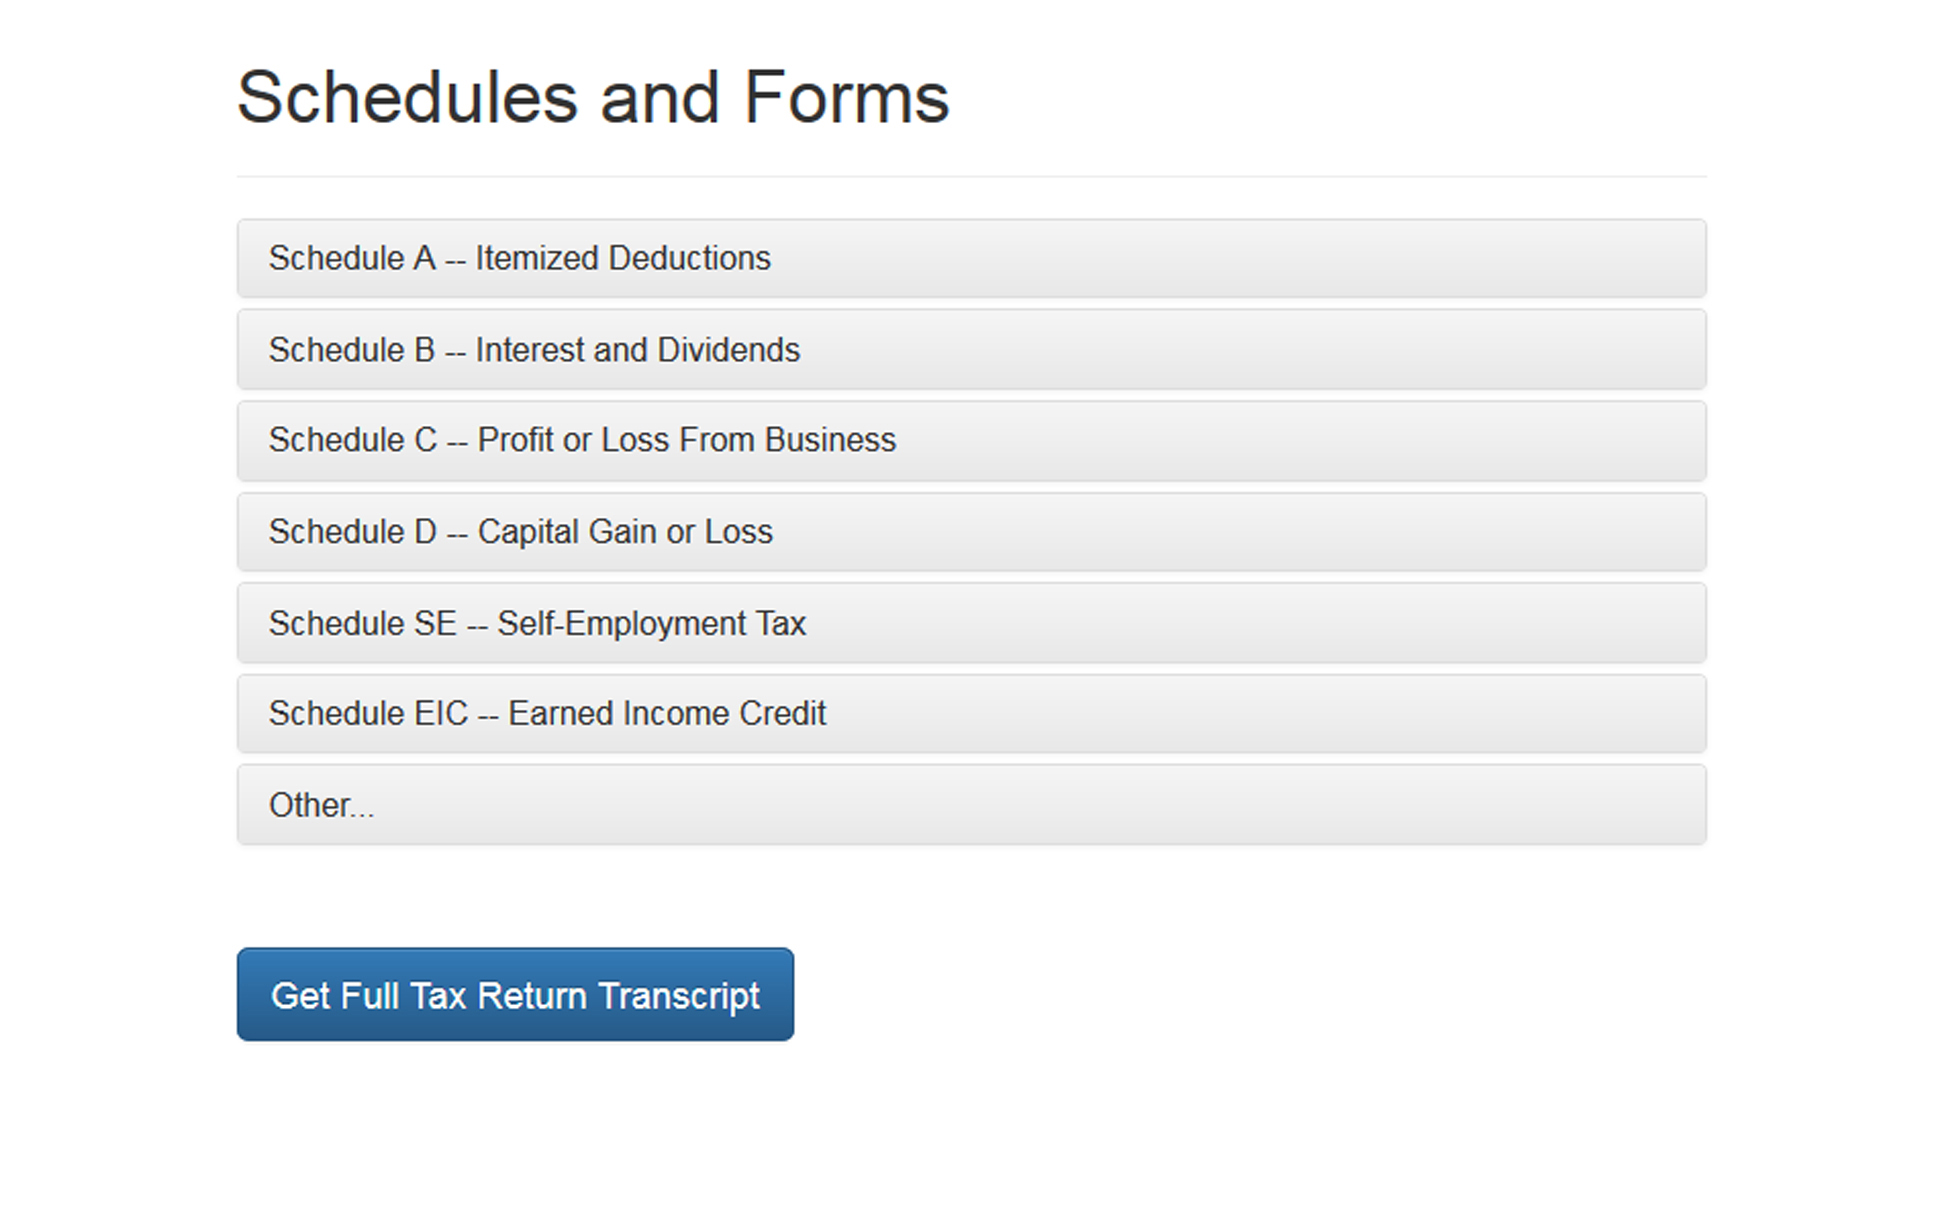 Schedules and Forms
Schedule A -- Itemized Deductions
Schedule B -- Interest and Dividends
Schedule C -- Profit or Loss From Business
Schedule D -- Capital Gain or Loss
Schedule SE -- Self-Employment Tax
Schedule EIC -- Earned Income Credit
Other...
Get Full Tax Return Transcript